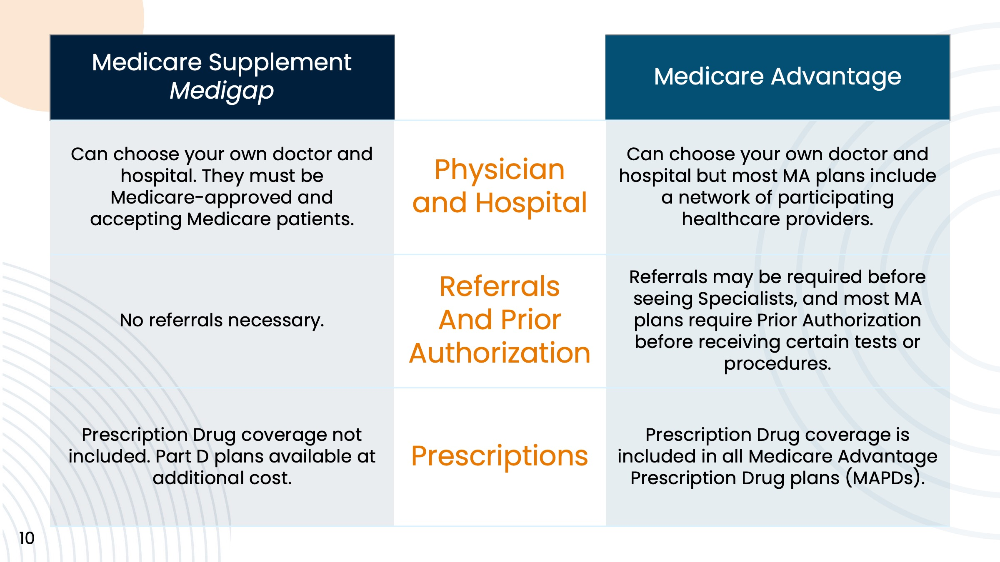 Medicare Supplement
Medigap
Medicare Advantage
Can choose your own doctor and
hospital. They must be
Medicare-approved and
accepting Medicare patients.
Physician
and Hospital
Can choose your own doctor and
hospital but most MA plans include
a network of participating
healthcare providers.
No referrals necessary.
Referrals
And Prior
Authorization
Referrals may be required before
seeing Specialists, and most MA
plans require Prior Authorization
before receiving certain tests or
procedures.
Prescription Drug coverage not
included. Part D plans available at
additional cost.
Prescriptions
Prescription Drug coverage is
included in all Medicare Advantage
Prescription Drug plans (MAPDs).
10